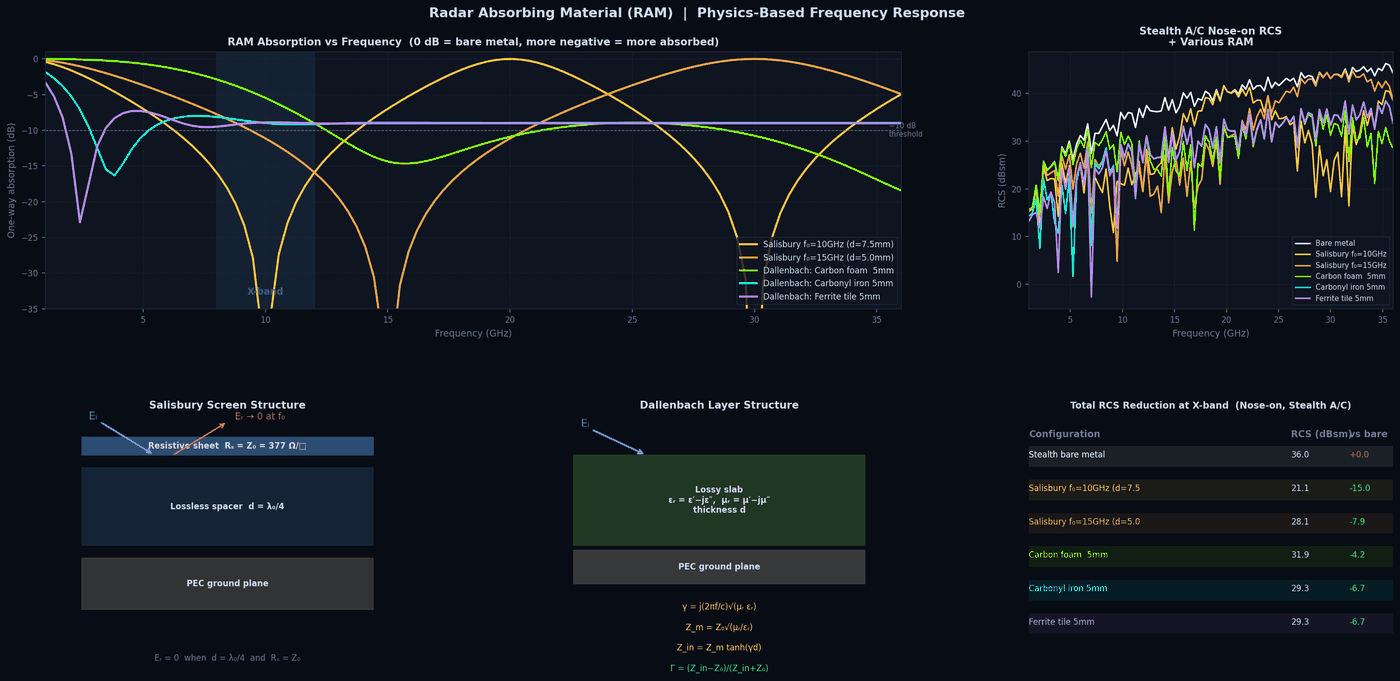 Radar Absorbing Material (RAM)  |  Physics-Based Frequency Response
RAM Absorption vs Frequency  (0 dB = bare metal, more negative = more absorbed)
One-way absorption (dB)
0
−5
−10
−15
−20
−25
−30
−35
5
10
15
20
25
30
35
Frequency (GHz)
X-band
−10 dB
threshold
Salisbury f₀=10GHz (d=7.5mm)
Salisbury f₀=15GHz (d=5.0mm)
Dallenbach: Carbon foam  5mm
Dallenbach: Carbonyl iron 5mm
Dallenbach: Ferrite tile 5mm
Stealth A/C Nose-on RCS
+ Various RAM
RCS (dBsm)
40
30
20
10
0
5
10
15
20
25
30
35
Frequency (GHz)
Bare metal
Salisbury f₀=10GHz
Salisbury f₀=15GHz
Carbon foam  5mm
Carbonyl iron 5mm
Ferrite tile 5mm
Salisbury Screen Structure
Eᵢ
Eᵣ → 0 at f₀
Resistive sheet  Rₛ = Z₀ = 377 Ω/□
Lossless spacer  d = λ₀/4
PEC ground plane
Eᵣ = 0  when  d = λ₀/4  and  Rₛ = Z₀
Dallenbach Layer Structure
Eᵢ
Lossy slab
εᵣ = ε′−jε″,  μᵣ = μ′−jμ″
thickness d
PEC ground plane
γ = j(2πf/c)√(μᵣ εᵣ)
Z_m = Z₀√(μᵣ/εᵣ)
Z_in = Z_m tanh(γd)
Γ = (Z_in−Z₀)/(Z_in+Z₀)
Total RCS Reduction at X-band  (Nose-on, Stealth A/C)
Configuration RCS (dBsm) vs bare
Stealth bare metal 36.0 +0.0
Salisbury f₀=10GHz (d=7.5 21.1 -15.0
Salisbury f₀=15GHz (d=5.0 28.1 -7.9
Carbon foam  5mm 31.9 -4.2
Carbonyl iron 5mm 29.3 -6.7
Ferrite tile 5mm 29.3 -6.7